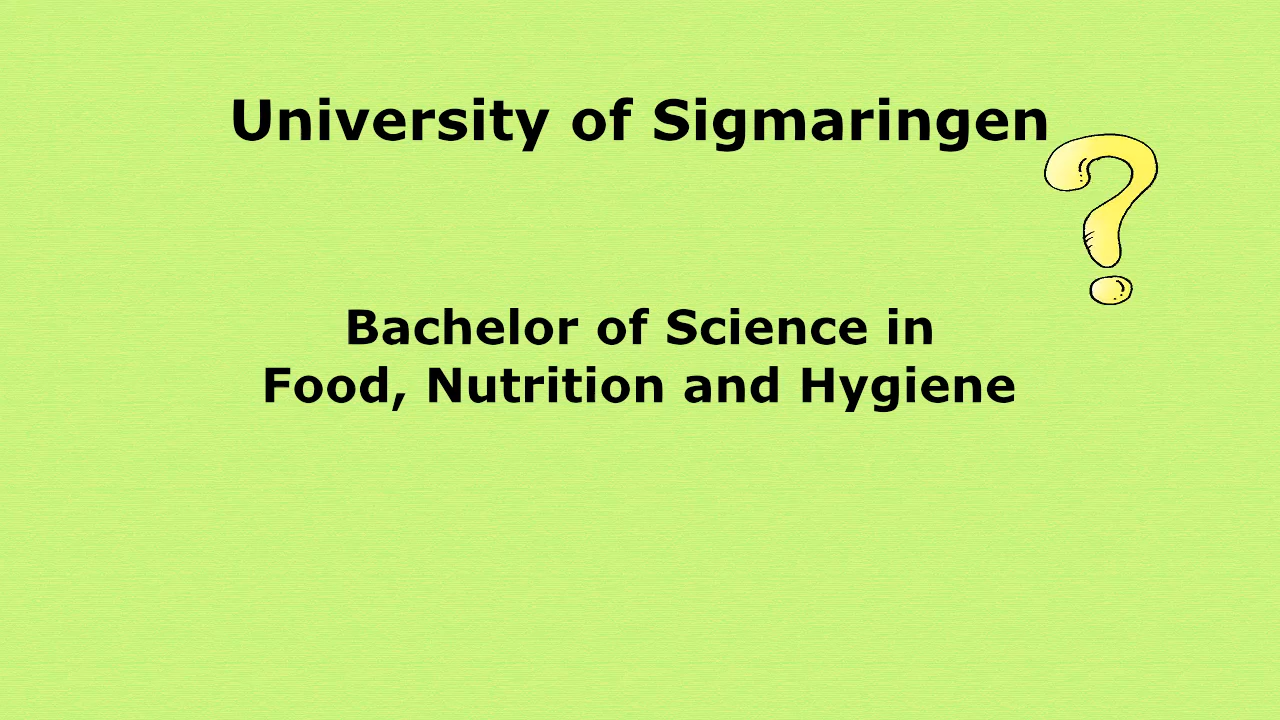 University of Sigmaringen
Bachelor of Science in
Food, Nutrition and Hygiene